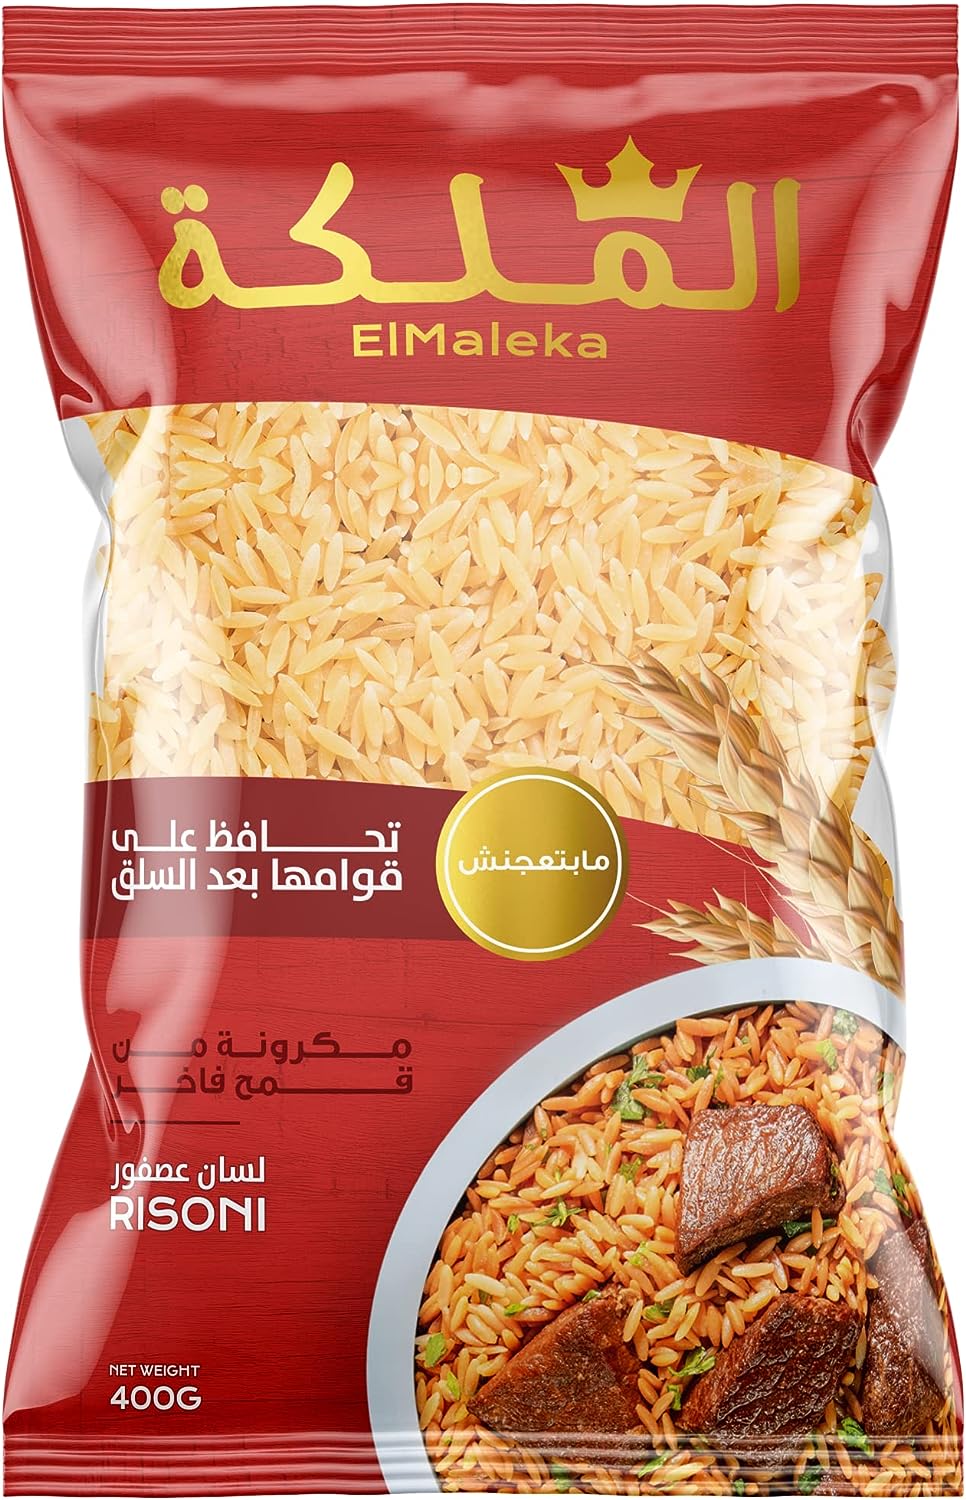 الملكة
ElMaleka
تحافظ على
قوامها بعد السلق
مابتعجنش
مكرونة من
قمح فاخر
لسان عصفور
RISONI
NET WEIGHT
400G